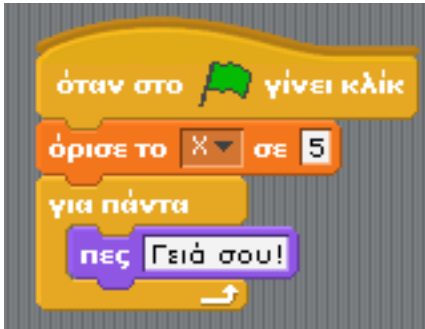 όταν στο γίνει κλίκ
όρισε το X σε 5
για πάντα
πες Γειά σου!